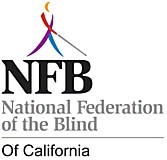 NFB
National Federation
of the Blind
Of California